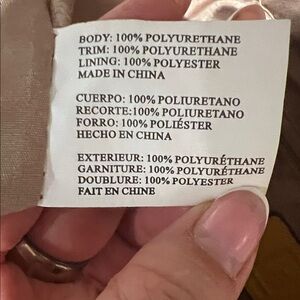 BODY: 100% POLYURETHANE
TRIM: 100% POLYURETHANE
LINING: 100% POLYESTER
MADE IN CHINA
CUERPO: 100% POLIURETANO
RECORTE:100% POLIURETANO
FORRO: 100% POLIÉSTER
HECHO EN CHINA
EXTERIEUR: 100% POLYURÉTHANE
GARNITURE: 100% POLYURÉTHANE
DOUBLURE: 100% POLYESTER
FAIT EN CHINE